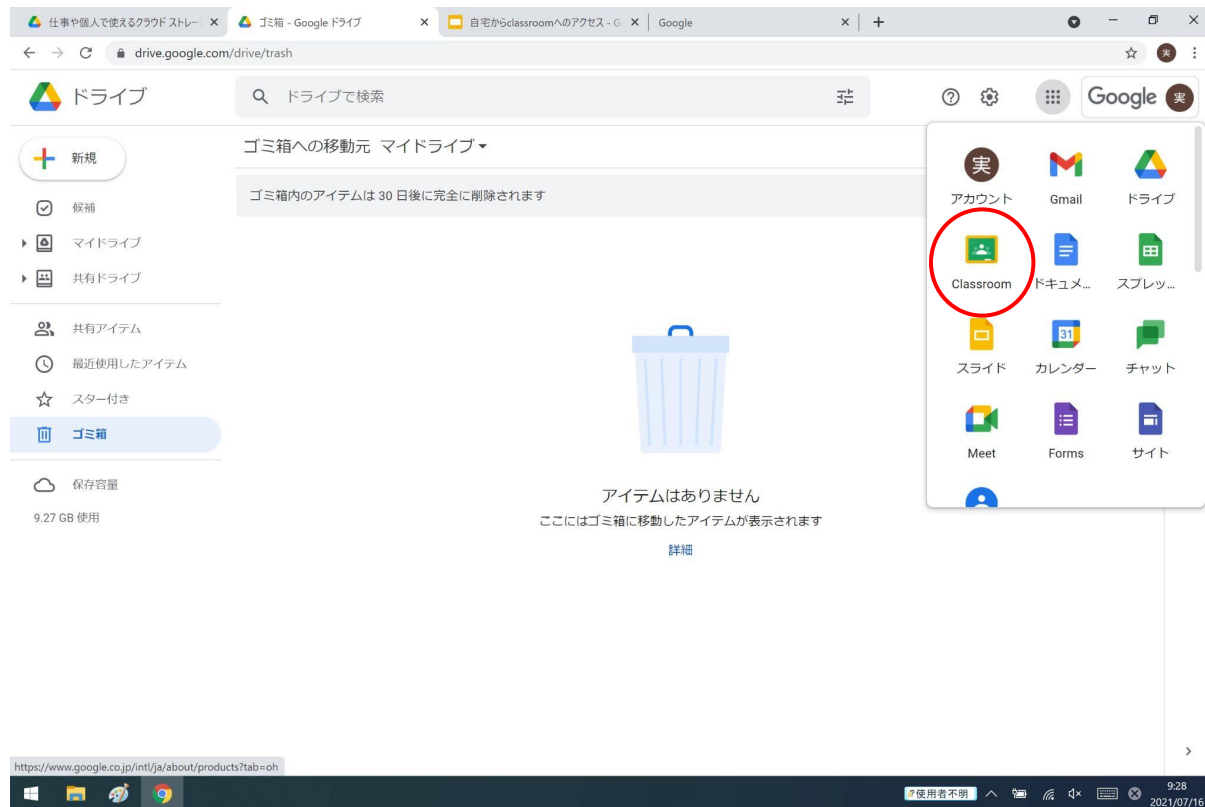 仕事や個人で使えるクラウド ストレー
ゴミ箱 - Google ドライブ
自宅からclassroomへのアクセス - G
Google
drive.google.com/drive/trash
実
ドライブ
ドライブで検索
Google 実
新規
候補
マイドライブ
共有ドライブ
共有アイテム
最近使用したアイテム
スター付き
ゴミ箱
保存容量
9.27 GB 使用
ゴミ箱への移動元 マイドライブ
ゴミ箱内のアイテムは 30 日後に完全に削除されます
アイテムはありません
ここにはゴミ箱に移動したアイテムが表示されます
詳細
実
アカウント Gmail ドライブ
Classroom ドキュメ... スプレッ...
31
スライド カレンダー チャット
Meet Forms サイト
https://www.google.co.jp/intl/ja/about/products?tab=oh
?使用者不明
9:28
2021/07/16